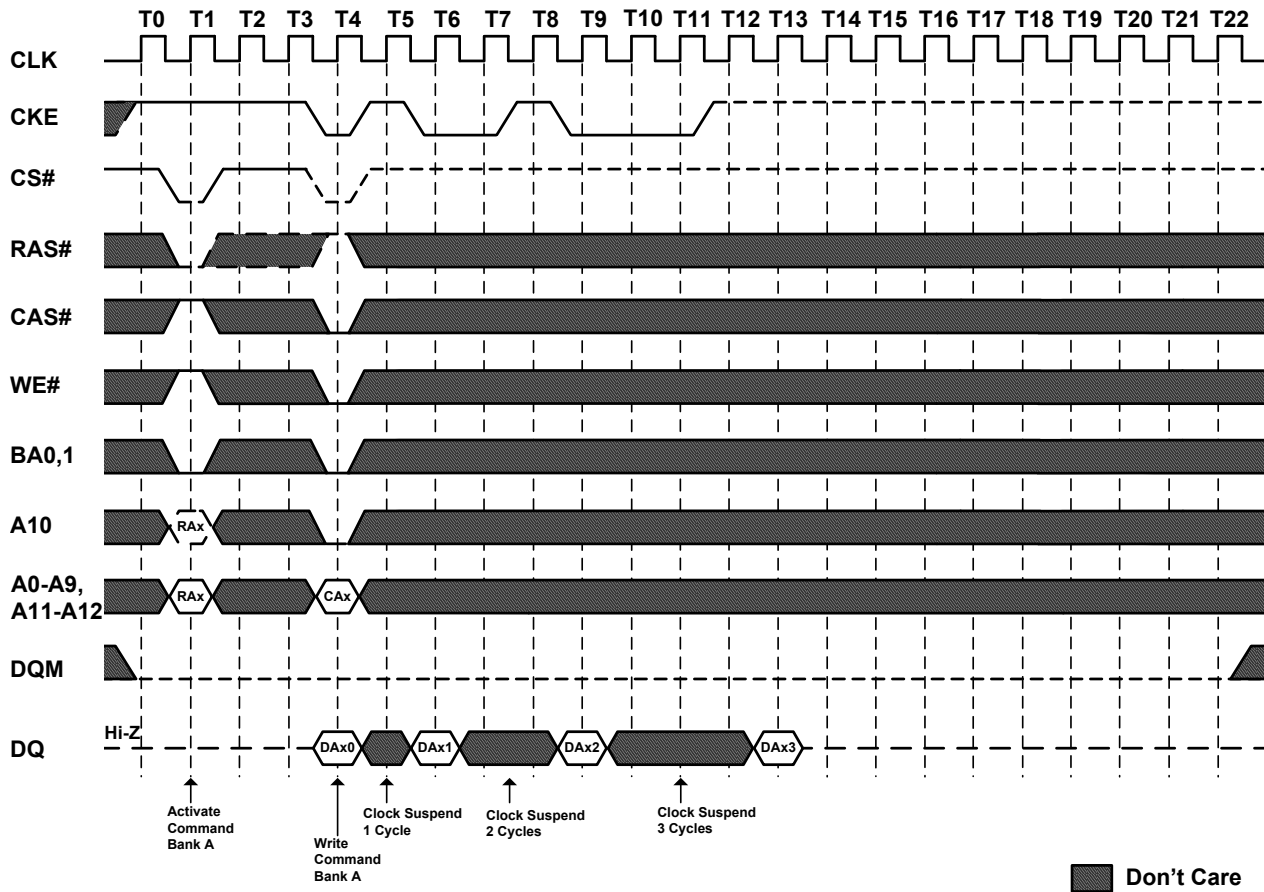 T0 T1 T2 T3 T4 T5 T6 T7 T8 T9 T10 T11 T12 T13 T14 T15 T16 T17 T18 T19 T20 T21 T22
CLK
CKE
CS#
RAS#
CAS#
WE#
BA0,1
A10 RAx
A0-A9,
A11-A12 RAx CAx
DQM
Hi-Z
DQ DAx0 DAx1 DAx2 DAx3
Activate
Command
Bank A
Write
Command
Bank A
Clock Suspend
1 Cycle
Clock Suspend
2 Cycles
Clock Suspend
3 Cycles
Don't Care